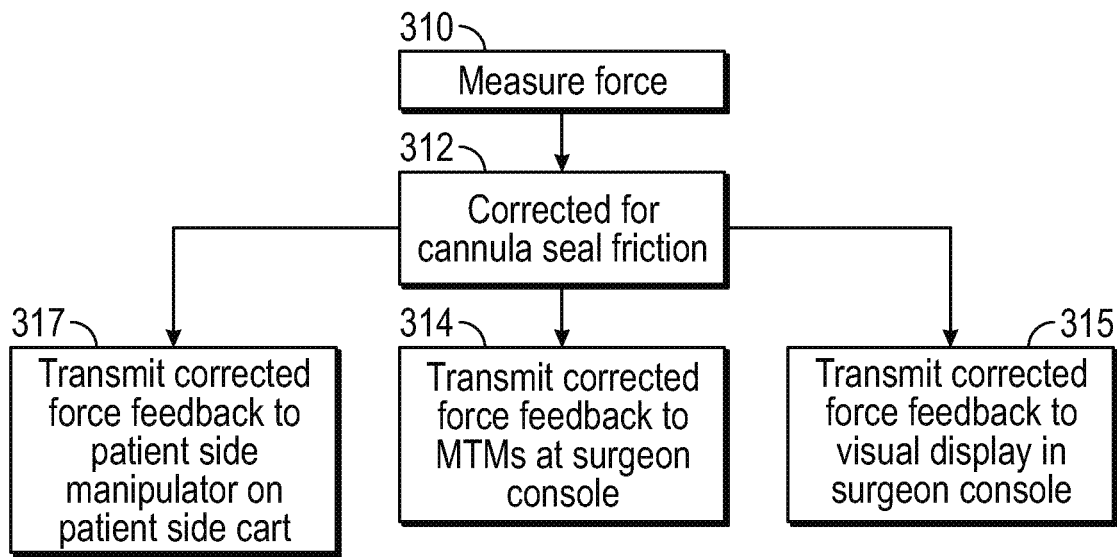 310
Measure force
312
Corrected for
cannula seal friction
317
Transmit corrected
force feedback to
patient side
manipulator on
patient side cart
314
Transmit corrected
force feedback to
MTMs at surgeon
console
315
Transmit corrected
force feedback to
visual display in
surgeon console